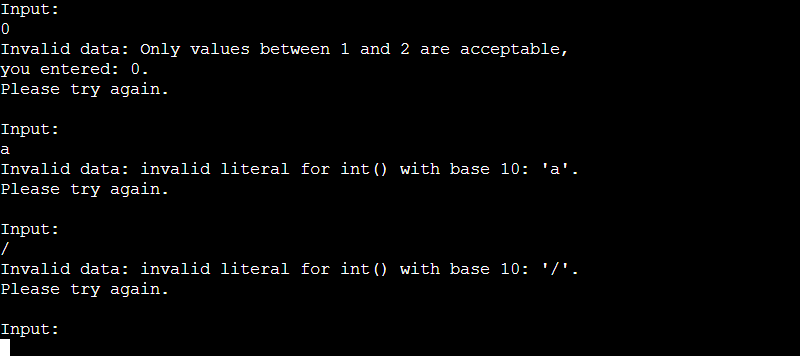 Input:
0
Invalid data: Only values between 1 and 2 are acceptable,
you entered: 0.
Please try again.
Input:
a
Invalid data: invalid literal for int() with base 10: 'a'.
Please try again.
Input:
/
Invalid data: invalid literal for int() with base 10: '/'.
Please try again.
Input: